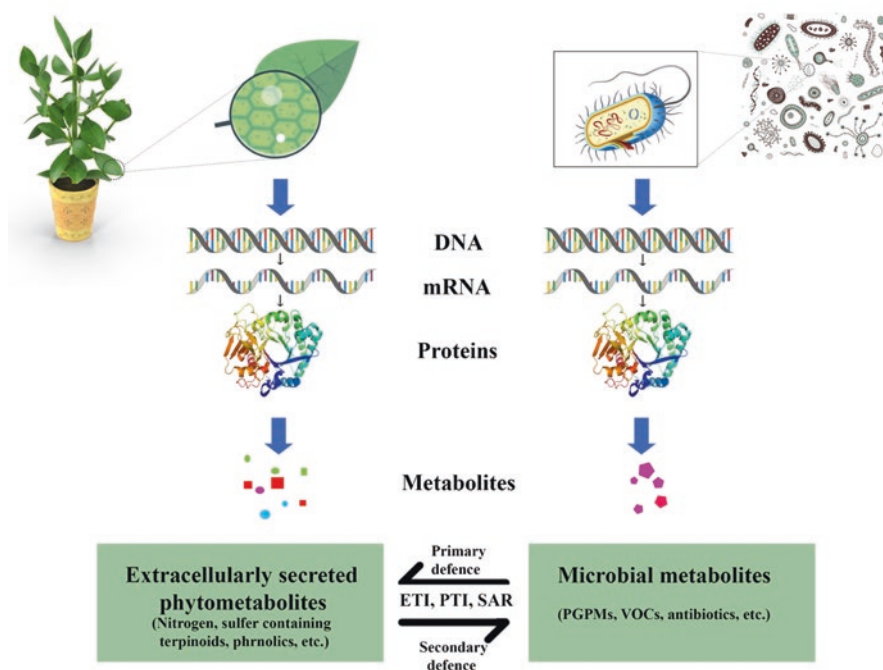 DNA
mRNA
Proteins
Metabolites
Extracellularly secreted
phytometabolites
(Nitrogen, sulfer containing
terpinoids, phrnolics, etc.)
Primary
defence
ETI, PTI, SAR
Secondary
defence
Microbial metabolites
(PGPMs, VOCs, antibiotics, etc.)